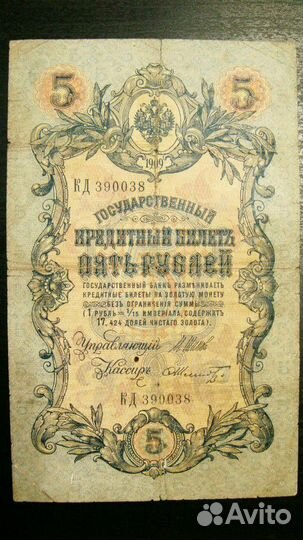 5 5
1909
КД 390038
ГОСУДАРСТВЕННЫЙ
КРЕДИТНЫЙ БИЛЕТЪ
ПЯТЬ РУБЛЕЙ
ГОСУДАРСТВЕННЫЙ БАНКЪ РАЗМѢНИВАЕТЪ
КРЕДИТНЫЕ БИЛЕТЫ НА ЗОЛОТУЮ МОНЕТУ
БЕЗЪ ОГРАНИЧЕНІЯ СУММЫ
(1 РУБЛЬ = 1/15 ИМПЕРІАЛА, СОДЕРЖИТЪ
17,424 ДОЛЕЙ ЧИСТАГО ЗОЛОТА).
Управляющій
Кассиръ
КД 390038
5
Avito